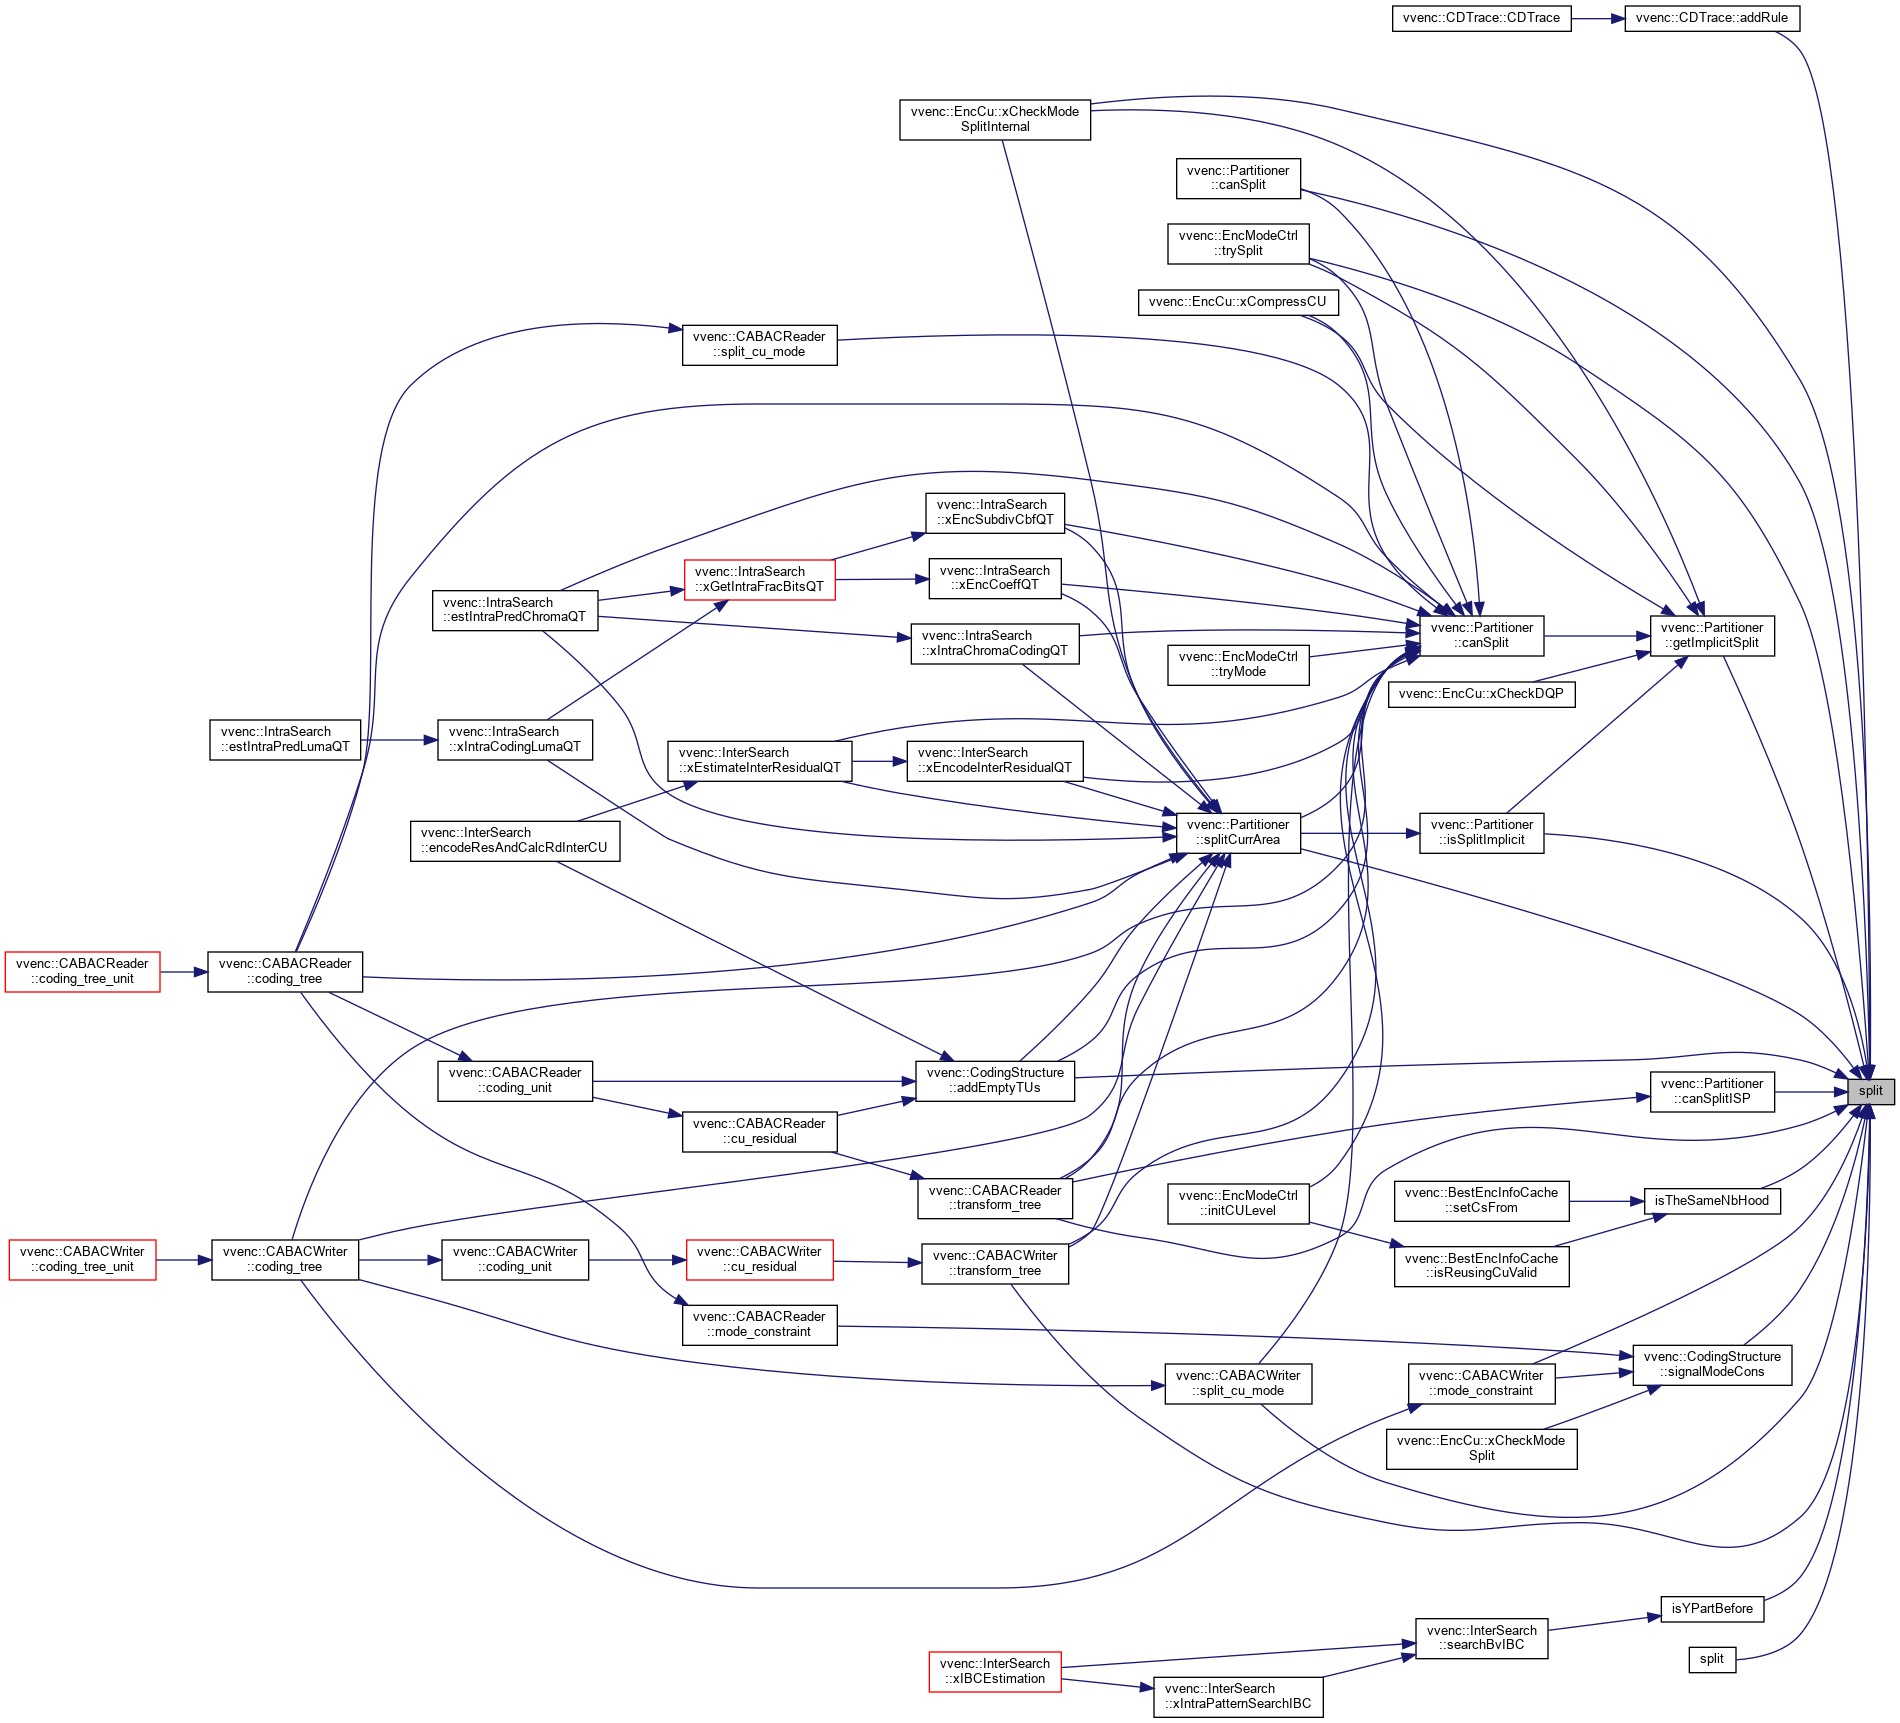 vvenc::CDTrace::CDTrace
vvenc::CDTrace::addRule
vvenc::EncCu::xCheckMode
SplitInternal
vvenc::Partitioner
::canSplit
vvenc::EncModeCtrl
::trySplit
vvenc::EncCu::xCompressCU
vvenc::CABACReader
::split_cu_mode
vvenc::IntraSearch
::xEncSubdivCbfQT
vvenc::IntraSearch
::xGetIntraFracBitsQT
vvenc::IntraSearch
::xEncCoeffQT
vvenc::IntraSearch
::estIntraPredChromaQT
vvenc::IntraSearch
::xIntraChromaCodingQT
vvenc::Partitioner
::canSplit
vvenc::Partitioner
::getImplicitSplit
vvenc::EncModeCtrl
::tryMode
vvenc::EncCu::xCheckDQP
vvenc::IntraSearch
::estIntraPredLumaQT
vvenc::IntraSearch
::xIntraCodingLumaQT
vvenc::InterSearch
::xEstimateInterResidualQT
vvenc::InterSearch
::xEncodeInterResidualQT
vvenc::InterSearch
::encodeResAndCalcRdInterCU
vvenc::Partitioner
::splitCurrArea
vvenc::Partitioner
::isSplitImplicit
vvenc::CABACReader
::coding_tree_unit
vvenc::CABACReader
::coding_tree
vvenc::CABACReader
::coding_unit
vvenc::CodingStructure
::addEmptyTUs
vvenc::Partitioner
::canSplitISP
split
vvenc::CABACReader
::cu_residual
vvenc::CABACReader
::transform_tree
vvenc::EncModeCtrl
::initCULevel
vvenc::BestEncInfoCache
::setCsFrom
isTheSameNbHood
vvenc::CABACWriter
::coding_tree_unit
vvenc::CABACWriter
::coding_tree
vvenc::CABACWriter
::coding_unit
vvenc::CABACWriter
::cu_residual
vvenc::CABACWriter
::transform_tree
vvenc::BestEncInfoCache
::isReusingCuValid
vvenc::CABACReader
::mode_constraint
vvenc::CABACWriter
::split_cu_mode
vvenc::CABACWriter
::mode_constraint
vvenc::CodingStructure
::signalModeCons
vvenc::EncCu::xCheckMode
Split
isYPartBefore
vvenc::InterSearch
::searchBvIBC
split
vvenc::InterSearch
::xIBCEstimation
vvenc::InterSearch
::xIntraPatternSearchIBC